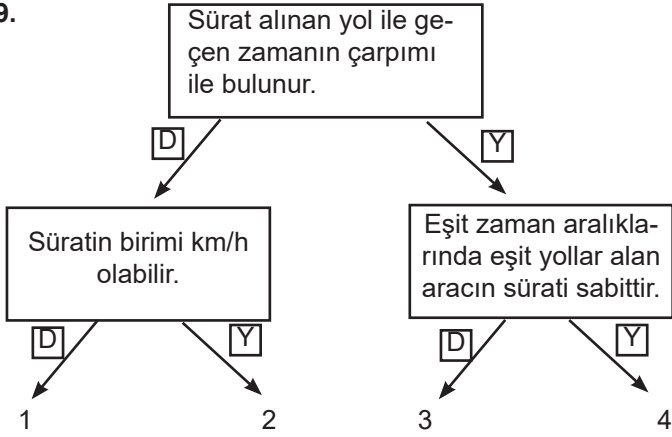 9.
Sürat alınan yol ile ge-
çen zamanın çarpımı
ile bulunur.
D
Y
Süratin birimi km/h
olabilir.
Eşit zaman aralıkla-
rında eşit yollar alan
aracın sürati sabittir.
D
Y
D
Y
1
2
3
4